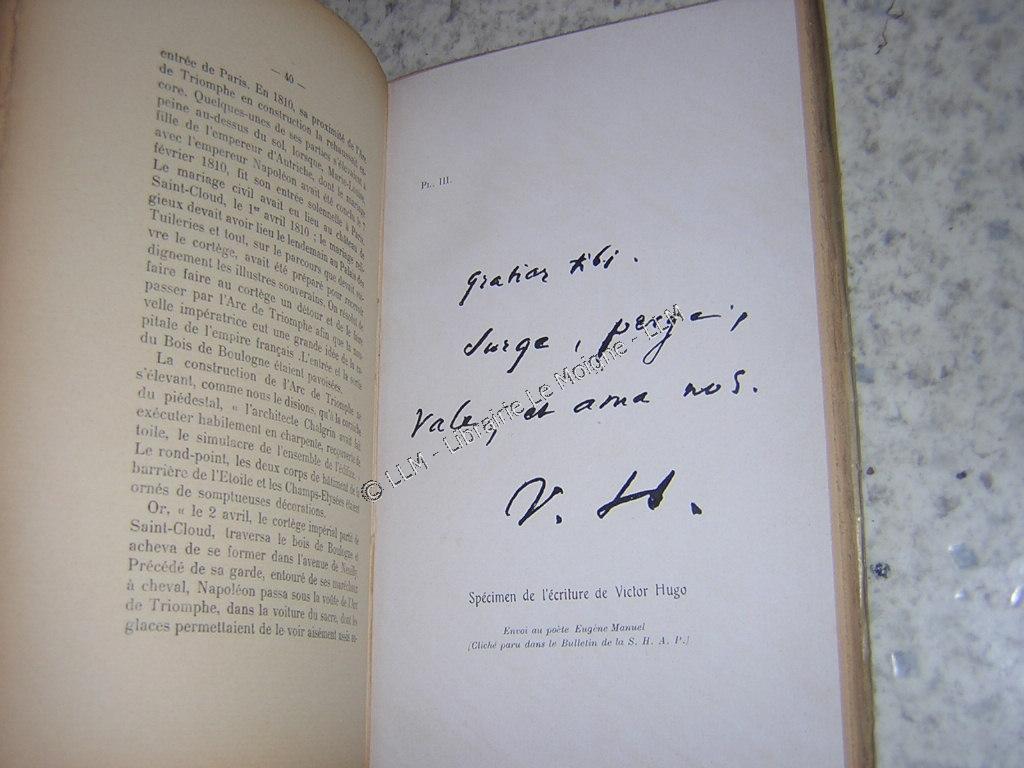 — 40 —
entrée de Paris. En 1810, sa proximité de l'Arc
de Triomphe en construction la rehaussait en-
core. Quelques-unes de ses parties s'élevaient à
peine au-dessus du sol, lorsque Marie-Louise,
fille de l'empereur d'Autriche, dont le mariage
avec l'empereur Napoléon avait été conclu le 7
février 1810, fit son entrée solennelle à Paris.
Le mariage civil avait eu lieu au château de
Saint-Cloud, le 1er avril 1810 ; le mariage reli-
gieux devait avoir lieu le lendemain au Palais des
Tuileries et tout, sur le parcours que devait sui-
vre le cortège, avait été préparé pour recevoir
dignement les illustres souverains. On résolut de
faire faire au cortège un détour et de le faire
passer par l'Arc de Triomphe afin que la nou-
velle impératrice eut une grande idée de la ca-
pitale de l'empire français. L'entrée et la sortie
du Bois de Boulogne étaient pavoisées.
La construction de l'Arc de Triomphe ne
s'élevant, comme nous le disions, qu'à la corniche
du piédestal, « l'architecte Chalgrin avait fait
exécuter habilement en charpente, recouverte de
toile, le simulacre de l'ensemble de l'édifice.
Le rond-point, les deux corps de bâtiment de la
barrière de l'Etoile et les Champs-Elysées étaient
ornés de somptueuses décorations.
Or, « le 2 avril, le cortège impérial partit de
Saint-Cloud, traversa le bois de Boulogne et
acheva de se former dans l'avenue de Neuilly.
Précédé de sa garde, entouré de ses maréchaux
à cheval, Napoléon passa sous la voûte de l'Arc
de Triomphe, dans la voiture du sacre, dont les
glaces permettaient de le voir aisément assis au-
PL. III.
gratias tibi.
Surge, perge,
Vale, et ama nos.
V. H.
© LLM - Librairie Le Moigne - LLM
Spécimen de l'écriture de Victor Hugo
Envoi au poète Eugène Manuel
[Cliché paru dans le Bulletin de la S. H. A. P.]